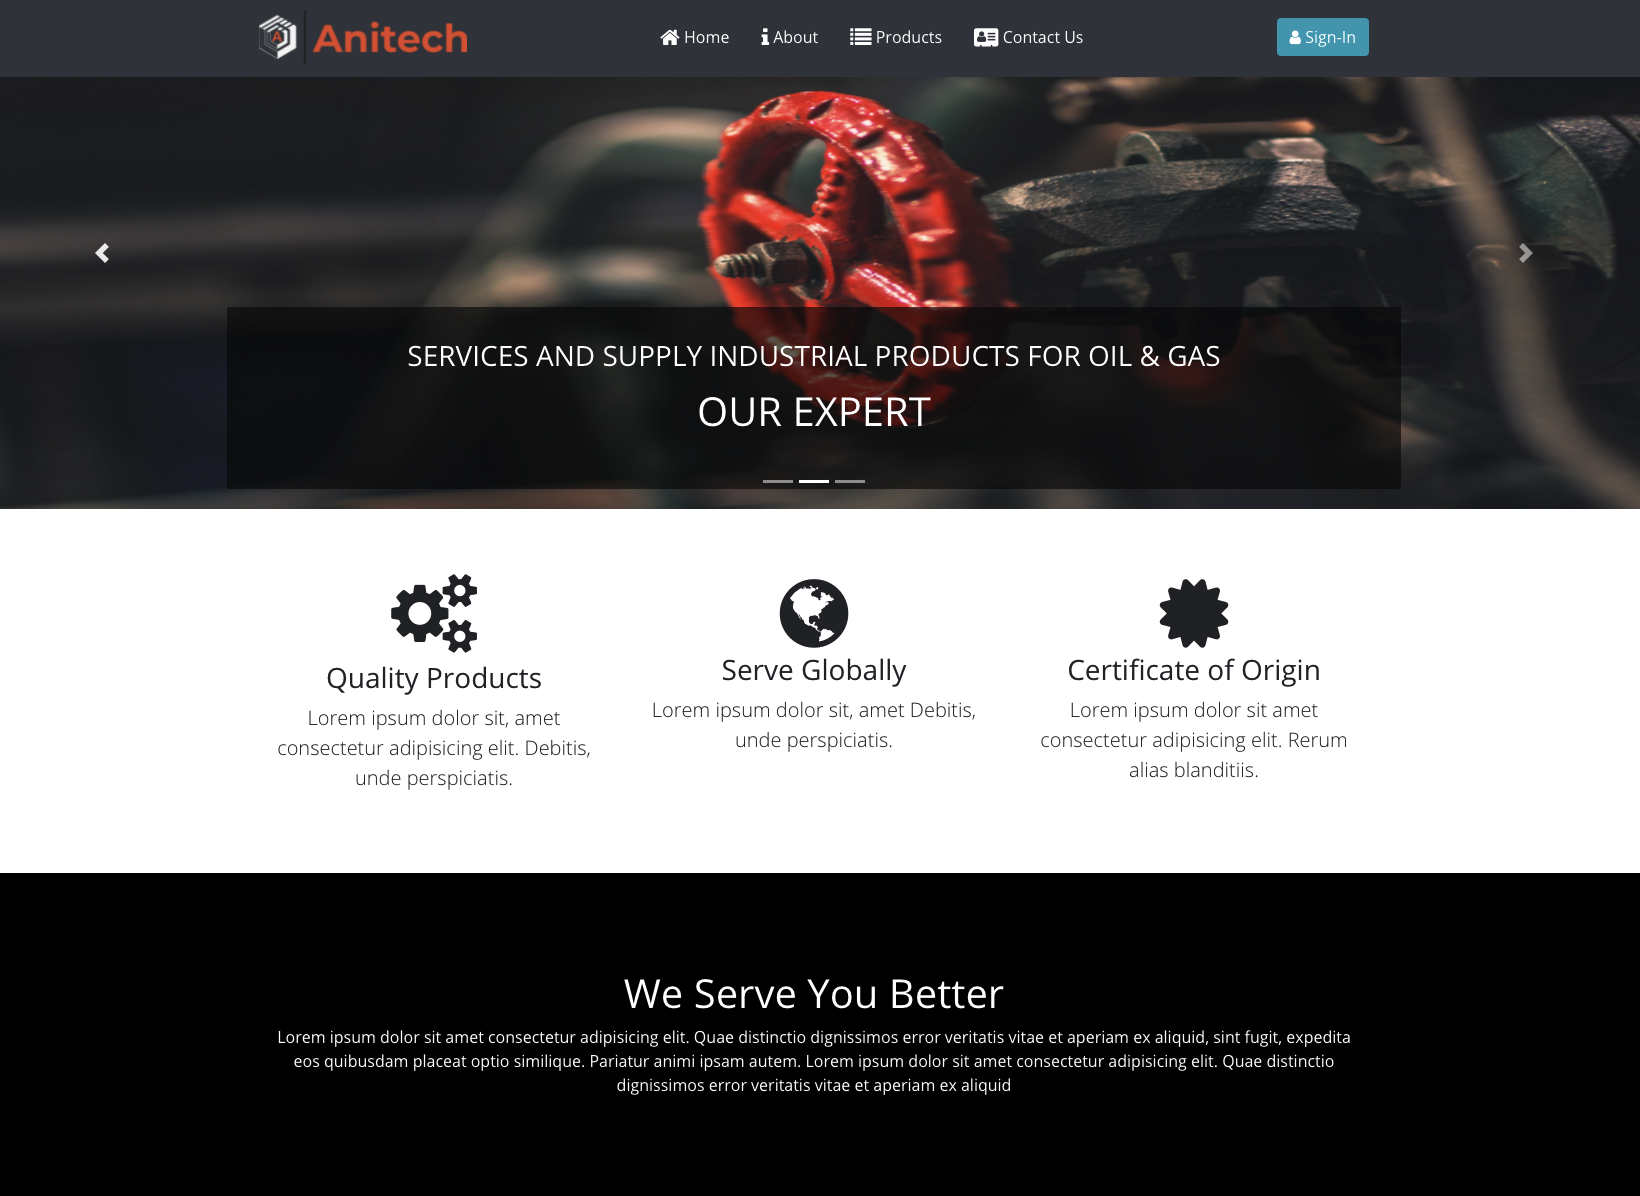 Anitech
Home
About
Products
Contact Us
Sign-In
SERVICES AND SUPPLY INDUSTRIAL PRODUCTS FOR OIL & GAS
OUR EXPERT
Quality Products
Lorem ipsum dolor sit, amet
consectetur adipisicing elit. Debitis,
unde perspiciatis.
Serve Globally
Lorem ipsum dolor sit, amet Debitis,
unde perspiciatis.
Certificate of Origin
Lorem ipsum dolor sit amet
consectetur adipisicing elit. Rerum
alias blanditiis.
We Serve You Better
Lorem ipsum dolor sit amet consectetur adipisicing elit. Quae distinctio dignissimos error veritatis vitae et aperiam ex aliquid, sint fugit, expedita
eos quibusdam placeat optio similique. Pariatur animi ipsam autem. Lorem ipsum dolor sit amet consectetur adipisicing elit. Quae distinctio
dignissimos error veritatis vitae et aperiam ex aliquid